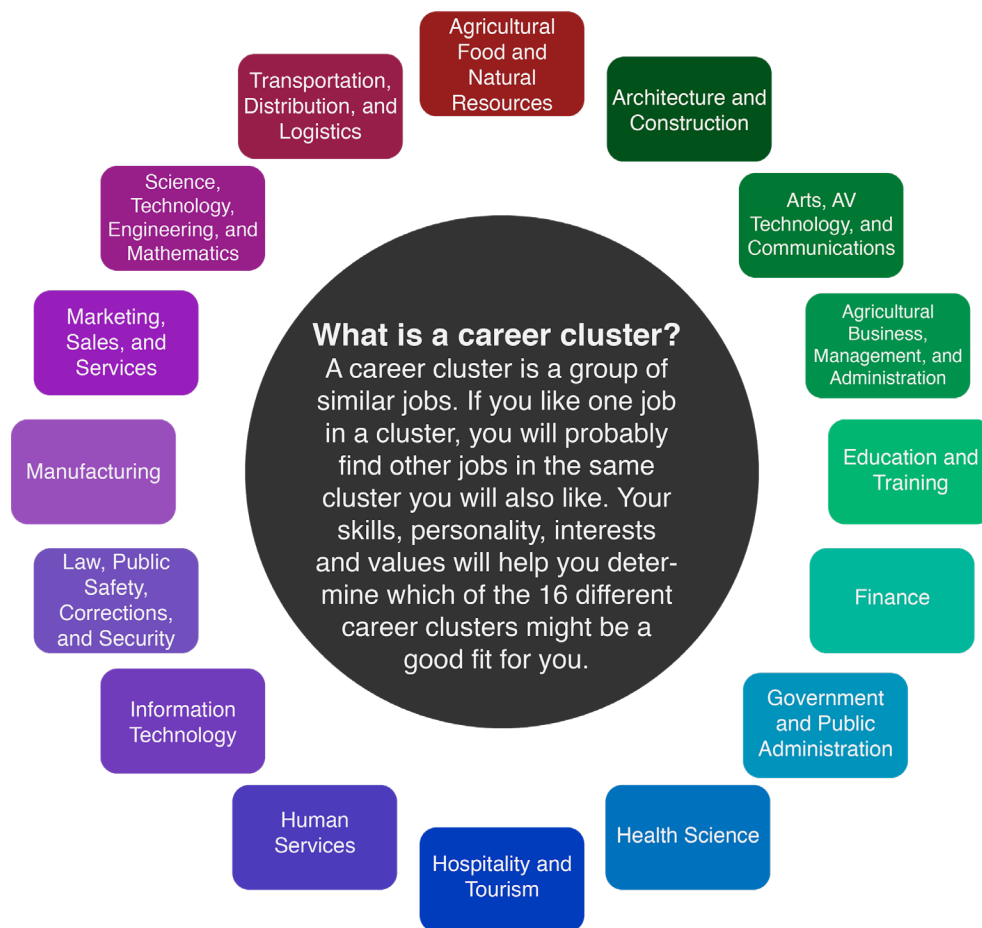 Agricultural
Food and
Natural
Resources
Architecture and
Construction
Arts, AV
Technology, and
Communications
Agricultural
Business,
Management, and
Administration
Education and
Training
Finance
Government
and Public
Administration
Health Science
Hospitality and
Tourism
Human
Services
Information
Technology
Law, Public
Safety,
Corrections,
and Security
Manufacturing
Marketing,
Sales, and
Services
Science,
Technology,
Engineering, and
Mathematics
Transportation,
Distribution, and
Logistics
What is a career cluster?
A career cluster is a group of
similar jobs. If you like one job
in a cluster, you will probably
find other jobs in the same
cluster you will also like. Your
skills, personality, interests
and values will help you deter-
mine which of the 16 different
career clusters might be a
good fit for you.